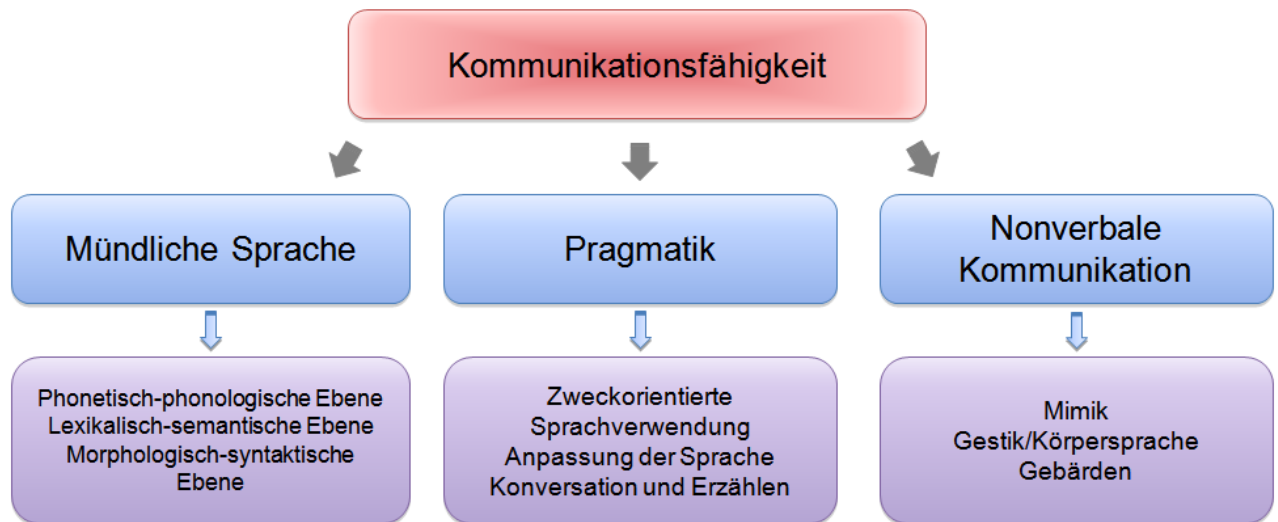 Kommunikationsfähigkeit
Mündliche Sprache
Pragmatik
Nonverbale
Kommunikation
Phonetisch-phonologische Ebene
Lexikalisch-semantische Ebene
Morphologisch-syntaktische
Ebene
Zweckorientierte
Sprachverwendung
Anpassung der Sprache
Konversation und Erzählen
Mimik
Gestik/Körpersprache
Gebärden